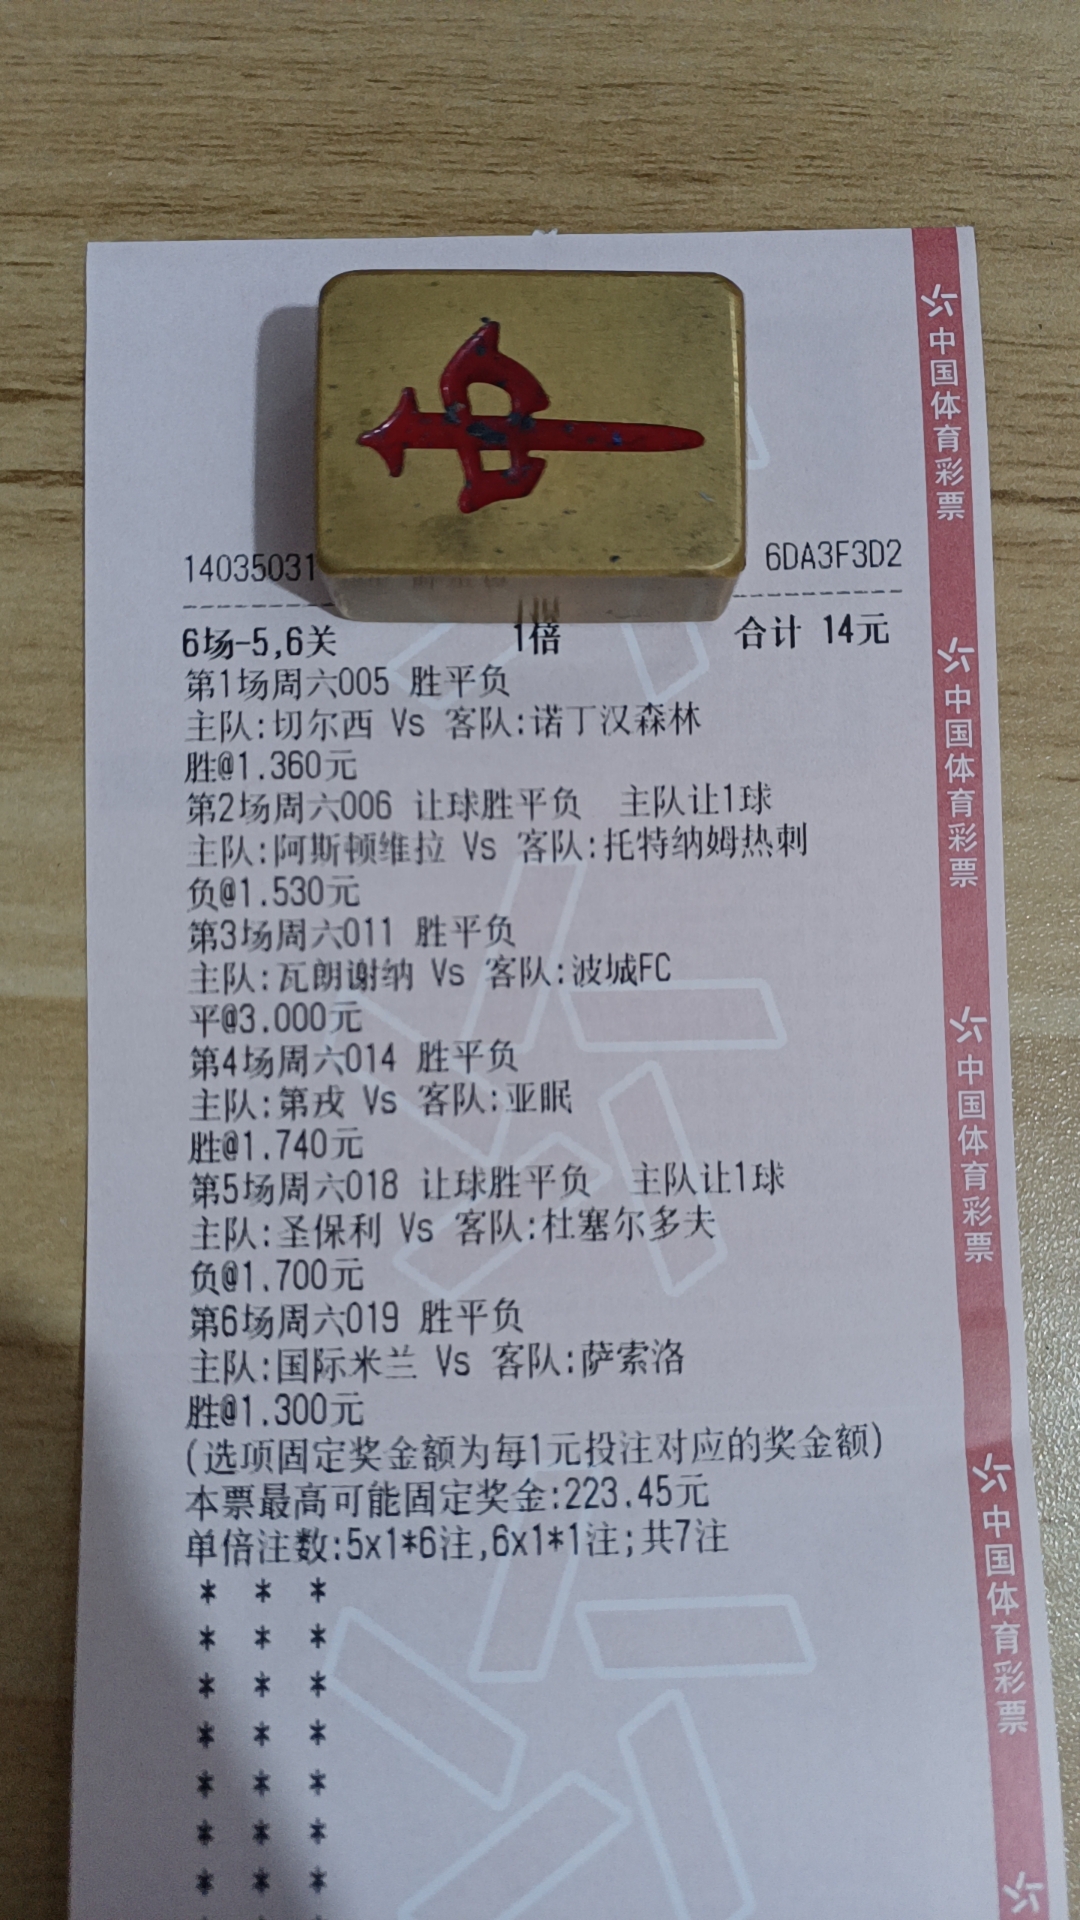 中
14035031 6DA3F3D2
6场-5,6关 1倍 合计 14元
第1场周六005 胜平负
主队:切尔西 Vs 客队:诺丁汉森林
胜@1.360元
第2场周六006 让球胜平负 主队让1球
主队:阿斯顿维拉 Vs 客队:托特纳姆热刺
负@1.530元
第3场周六011 胜平负
主队:瓦朗谢纳 Vs 客队:波城FC
平@3.000元
第4场周六014 胜平负
主队:第戎 Vs 客队:亚眠
胜@1.740元
第5场周六018 让球胜平负 主队让1球
主队:圣保利 Vs 客队:杜塞尔多夫
负@1.700元
第6场周六019 胜平负
主队:国际米兰 Vs 客队:萨索洛
胜@1.300元
(选项固定奖金额为每1元投注对应的奖金额)
本票最高可能固定奖金:223.45元
单倍注数:5x1*6注,6x1*1注;共7注
* * *
* * *
* * *
* * *
* * *
* * *
* * *
中国体育彩票
中国体育彩票
中国体育彩票
中国体育彩票